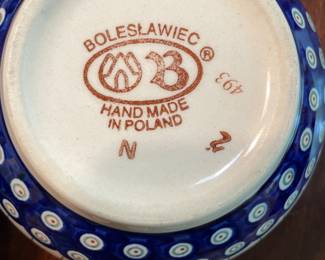 BOLESŁAWIEC ®
B
HAND MADE
IN POLAND
493
N